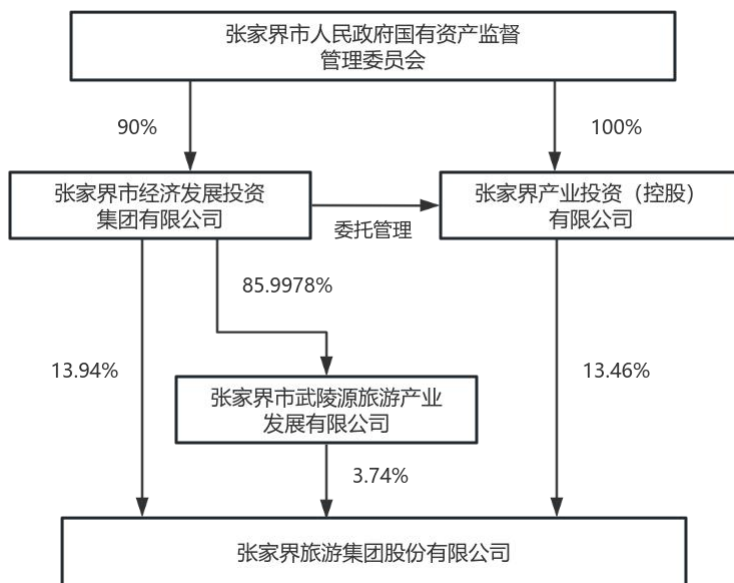 张家界市人民政府国有资产监督
管理委员会
90%
100%
张家界市经济发展投资
集团有限公司
委托管理
张家界产业投资（控股）
有限公司
85.9978%
13.94%
13.46%
张家界市武陵源旅游产业
发展有限公司
3.74%
张家界旅游集团股份有限公司